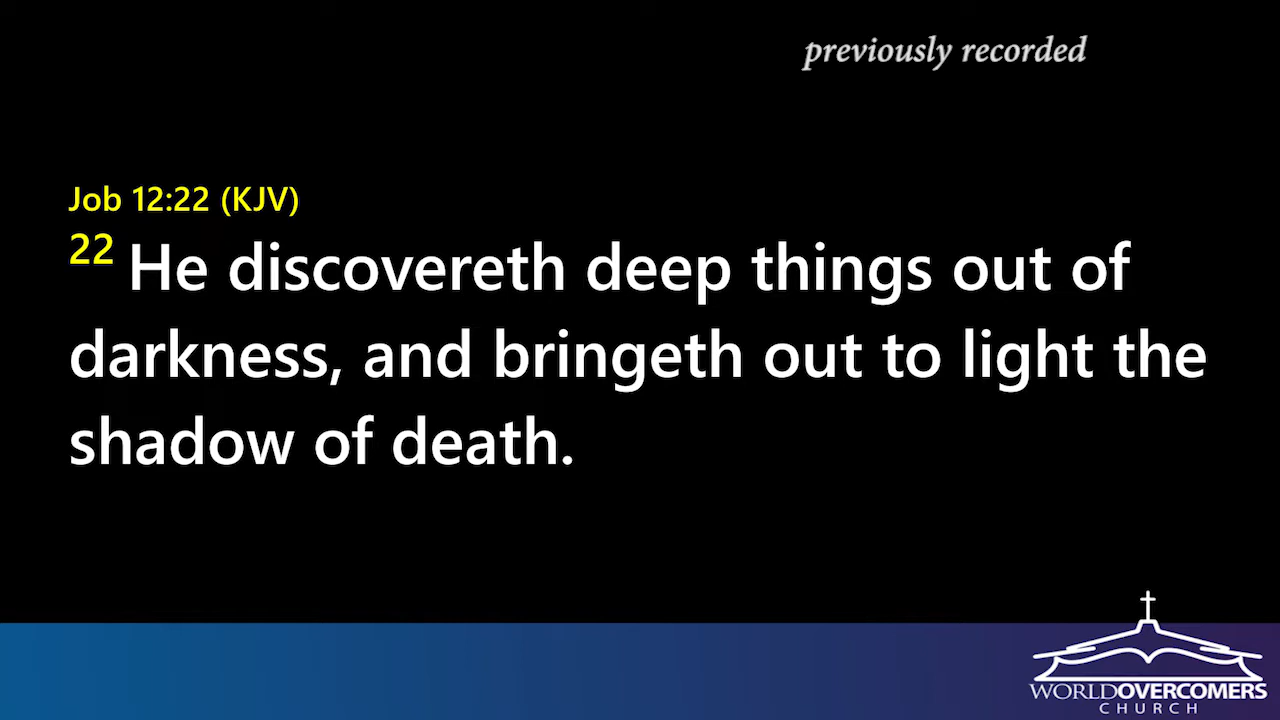 previously recorded
Job 12:22 (KJV)
22 He discovereth deep things out of
darkness, and bringeth out to light the
shadow of death.
WORLDOVERCOMERS
CHURCH